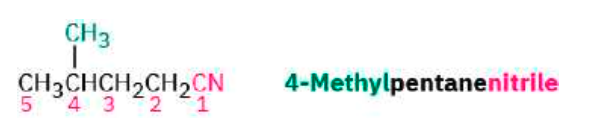 CH₃
CH₃CHCH₂CH₂CN 4-Methylpentanenitrile
5 4 3 2 1